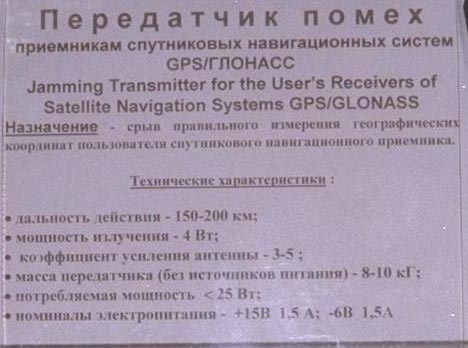 Передатчик помех
приемникам спутниковых навигационных систем
GPS/ГЛОНАСС
Jamming Transmitter for the User's Receivers of
Satellite Navigation Systems GPS/GLONASS
Назначение - срыв правильного измерения географических
координат пользователя спутникового навигационного приемника.
Технические характеристики :
• дальность действия - 150-200 км;
• мощность излучения - 4 Вт;
• коэффициент усиления антенны - 3-5 ;
• масса передатчика (без источников питания) - 8-10 кГ;
• потребляемая мощность < 25 Вт;
• номиналы электропитания - +15В 1,5 А; -6В 1,5А